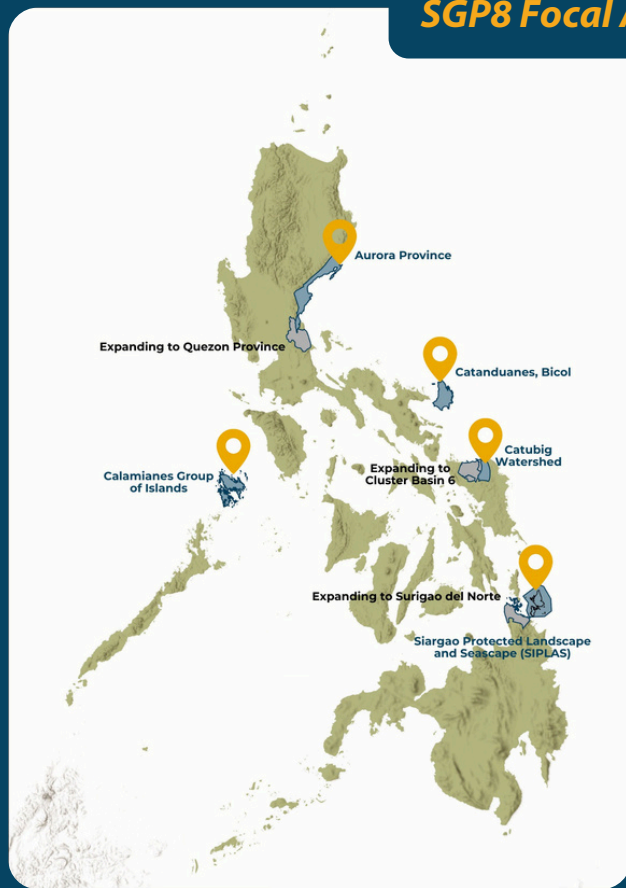 SGP8 Focal A
Aurora Province
Expanding to Quezon Province
Catanduanes, Bicol
Catubig
Watershed
Expanding to
Cluster Basin 6
Calamianes Group
of Islands
Expanding to Surigao del Norte
Siargao Protected Landscape
and Seascape (SIPLAS)